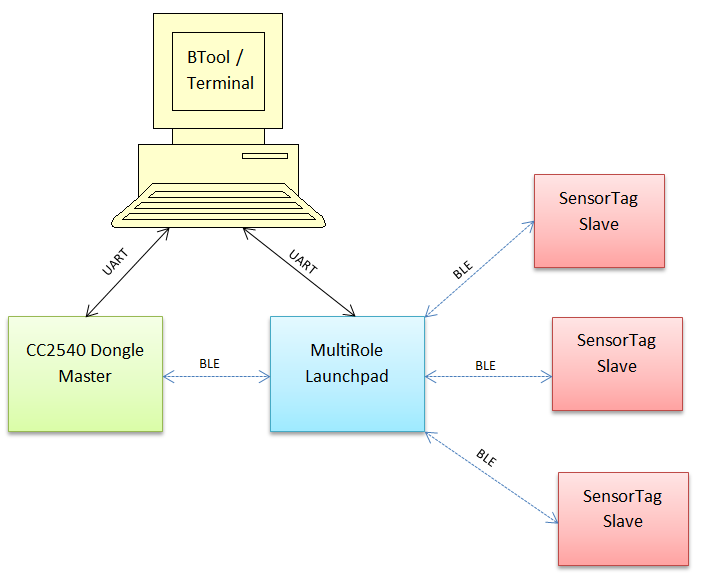 BTool /
Terminal
UART
UART
SensorTag
Slave
BLE
CC2540 Dongle
Master
BLE
MultiRole
Launchpad
BLE
SensorTag
Slave
BLE
SensorTag
Slave